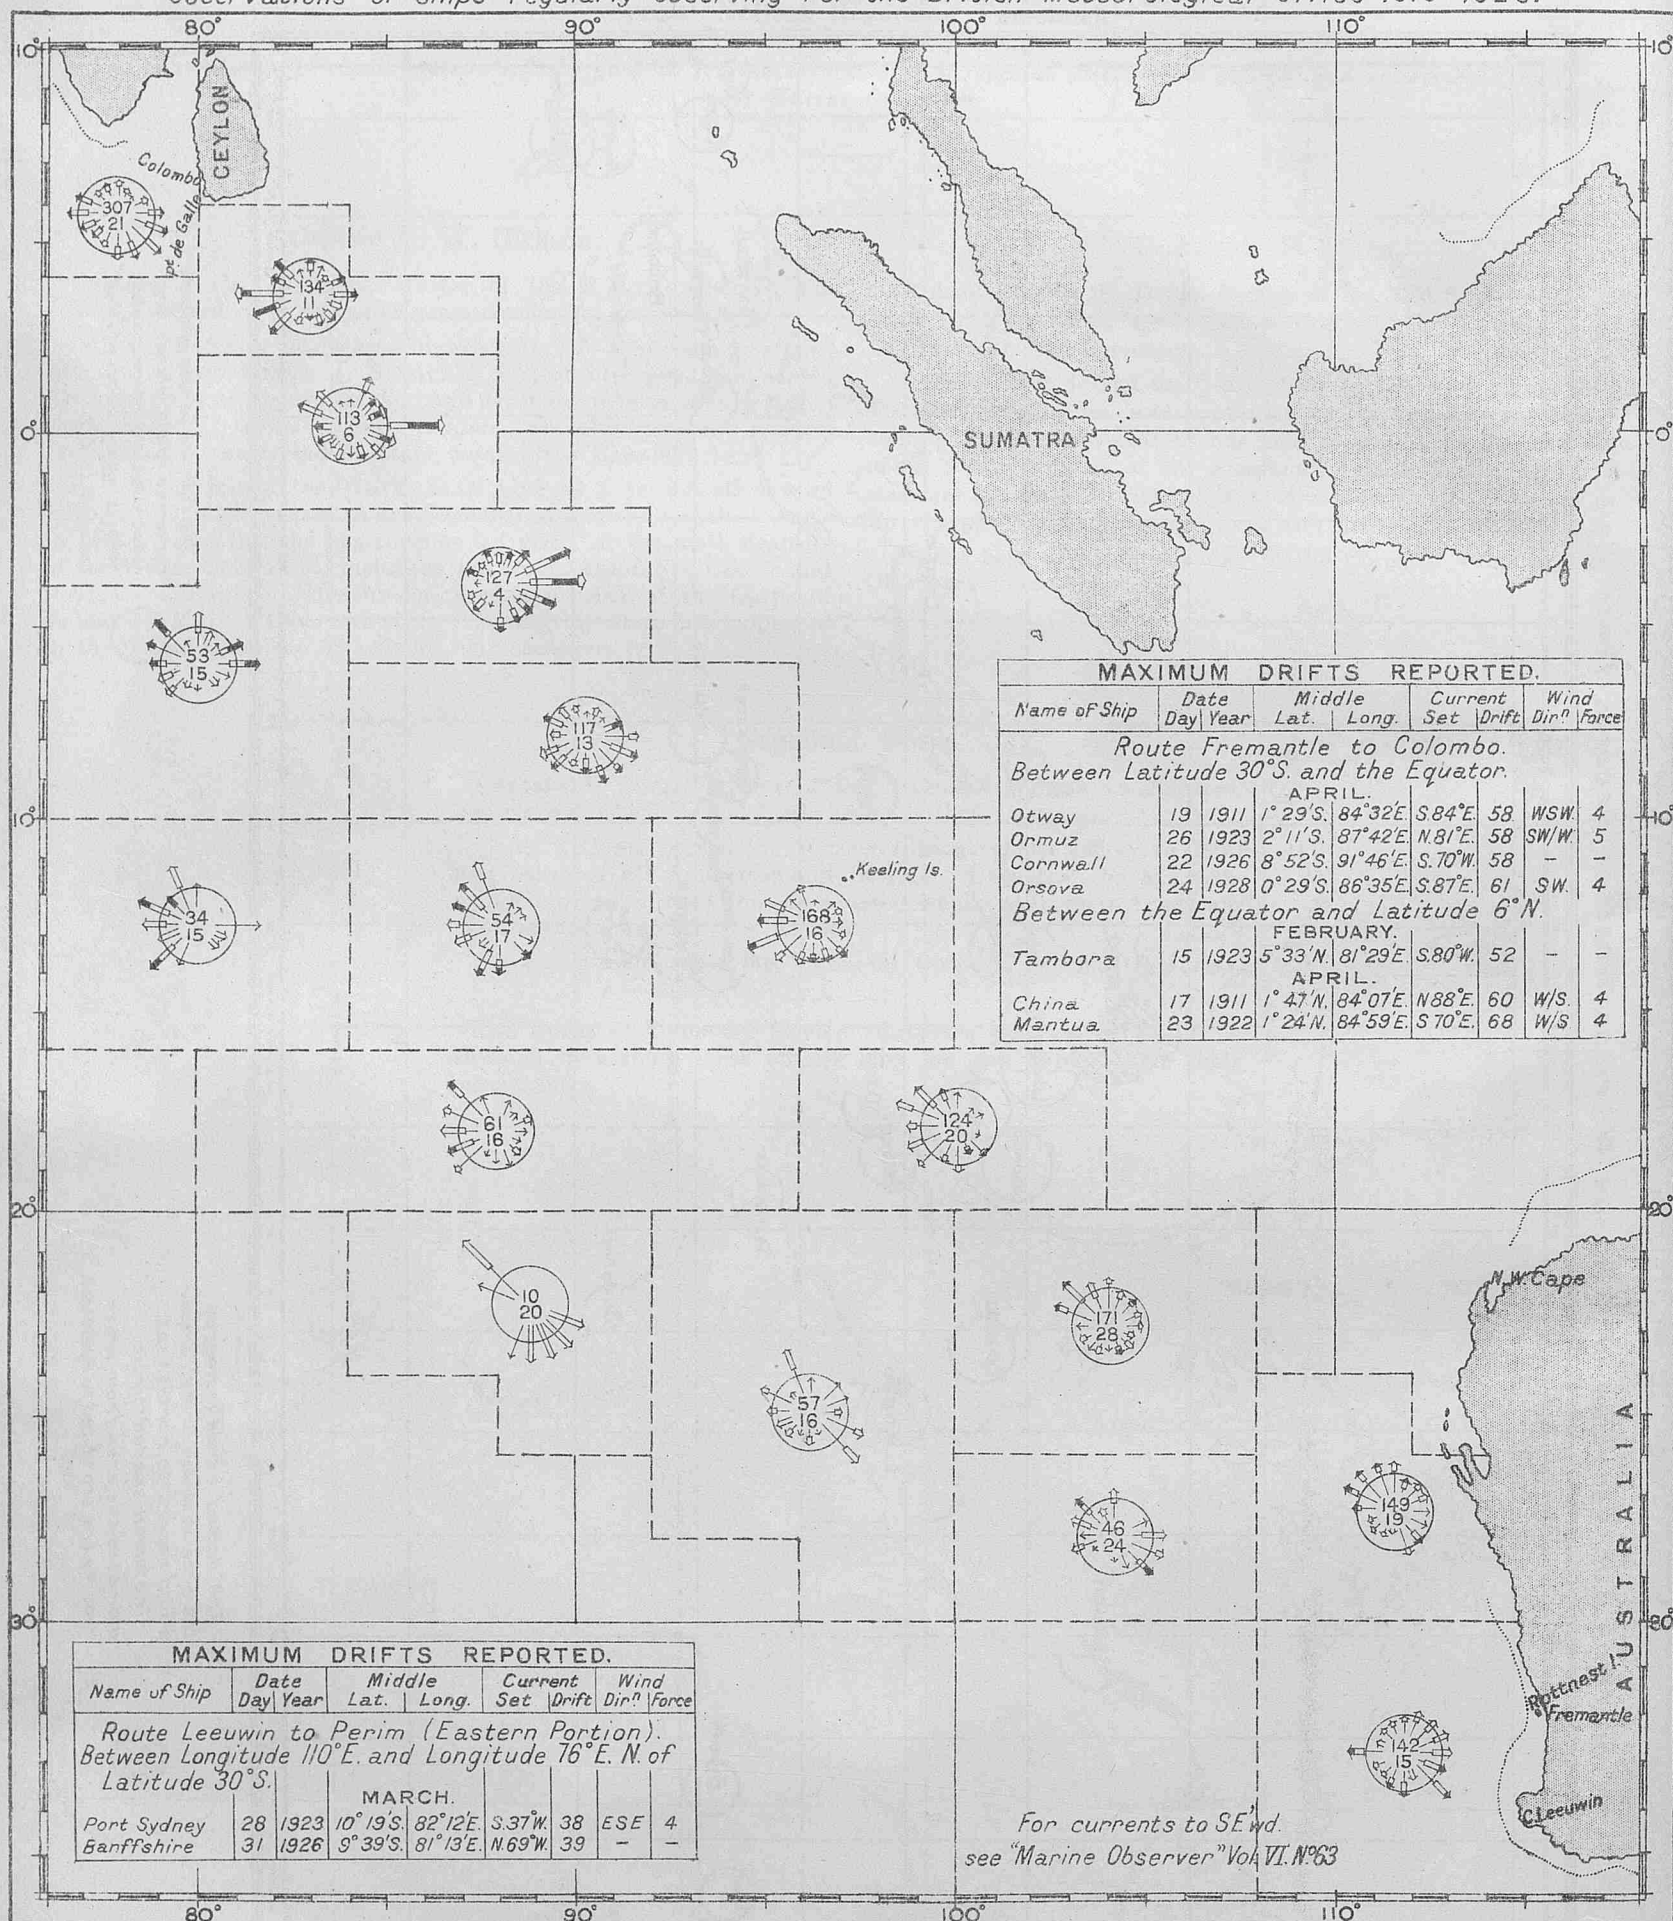 80° 90° 100° 110°
10° 10°
CEYLON
Colombo
Pt. de Galle
307
21
134
11
113
6
0° 0°
SUMATRA
127
4
53
15
117
13
MAXIMUM DRIFTS REPORTED.
Name of Ship Date Middle Current Wind
Day Year Lat. Long. Set Drift Dirn Force
Route Fremantle to Colombo.
Between Latitude 30°S. and the Equator.
APRIL.
Otway 19 1911 1° 29'S. 84°32'E. S.84°E. 58 WSW. 4
Ormuz 26 1923 2° 11'S. 87°42'E. N.81°E. 58 SW/W. 5
Cornwall 22 1926 8° 52'S. 91°46'E. S.70°W. 58 – –
Orsova 24 1928 0° 29'S. 86°35'E. S.87°E. 61 SW. 4
Between the Equator and Latitude 6°N.
FEBRUARY.
Tambora 15 1923 5°33'N. 81°29'E. S.80°W. 52 – –
APRIL.
China 17 1911 1° 47'N. 84°07'E. N88°E. 60 W/S. 4
Mantua 23 1922 1° 24'N. 84°59'E. S 70°E. 68 W/S 4
10° 10°
Keeling Is.
34
15
54
17
168
16
61
16
124
20
20° 20°
N.W. Cape
10
20
171
28
57
16
149
19
46
24
AUSTRALIA
30° 30°
MAXIMUM DRIFTS REPORTED.
Name of Ship Date Middle Current Wind
Day Year Lat. Long. Set Drift Dirn Force
Route Leeuwin to Perim (Eastern Portion).
Between Longitude 110°E. and Longitude 76°E. N. of
Latitude 30°S.
MARCH.
Port Sydney 28 1923 10° 19'S. 82°12'E. S.37°W. 38 ESE 4
Banffshire 31 1926 9° 39'S. 81° 13'E. N.69°W. 39 – –
Rottnest I.
Fremantle
142
15
C. Leeuwin
For currents to SE'wd.
see "Marine Observer" Vol. VI. No 63
80° 90° 100° 110°